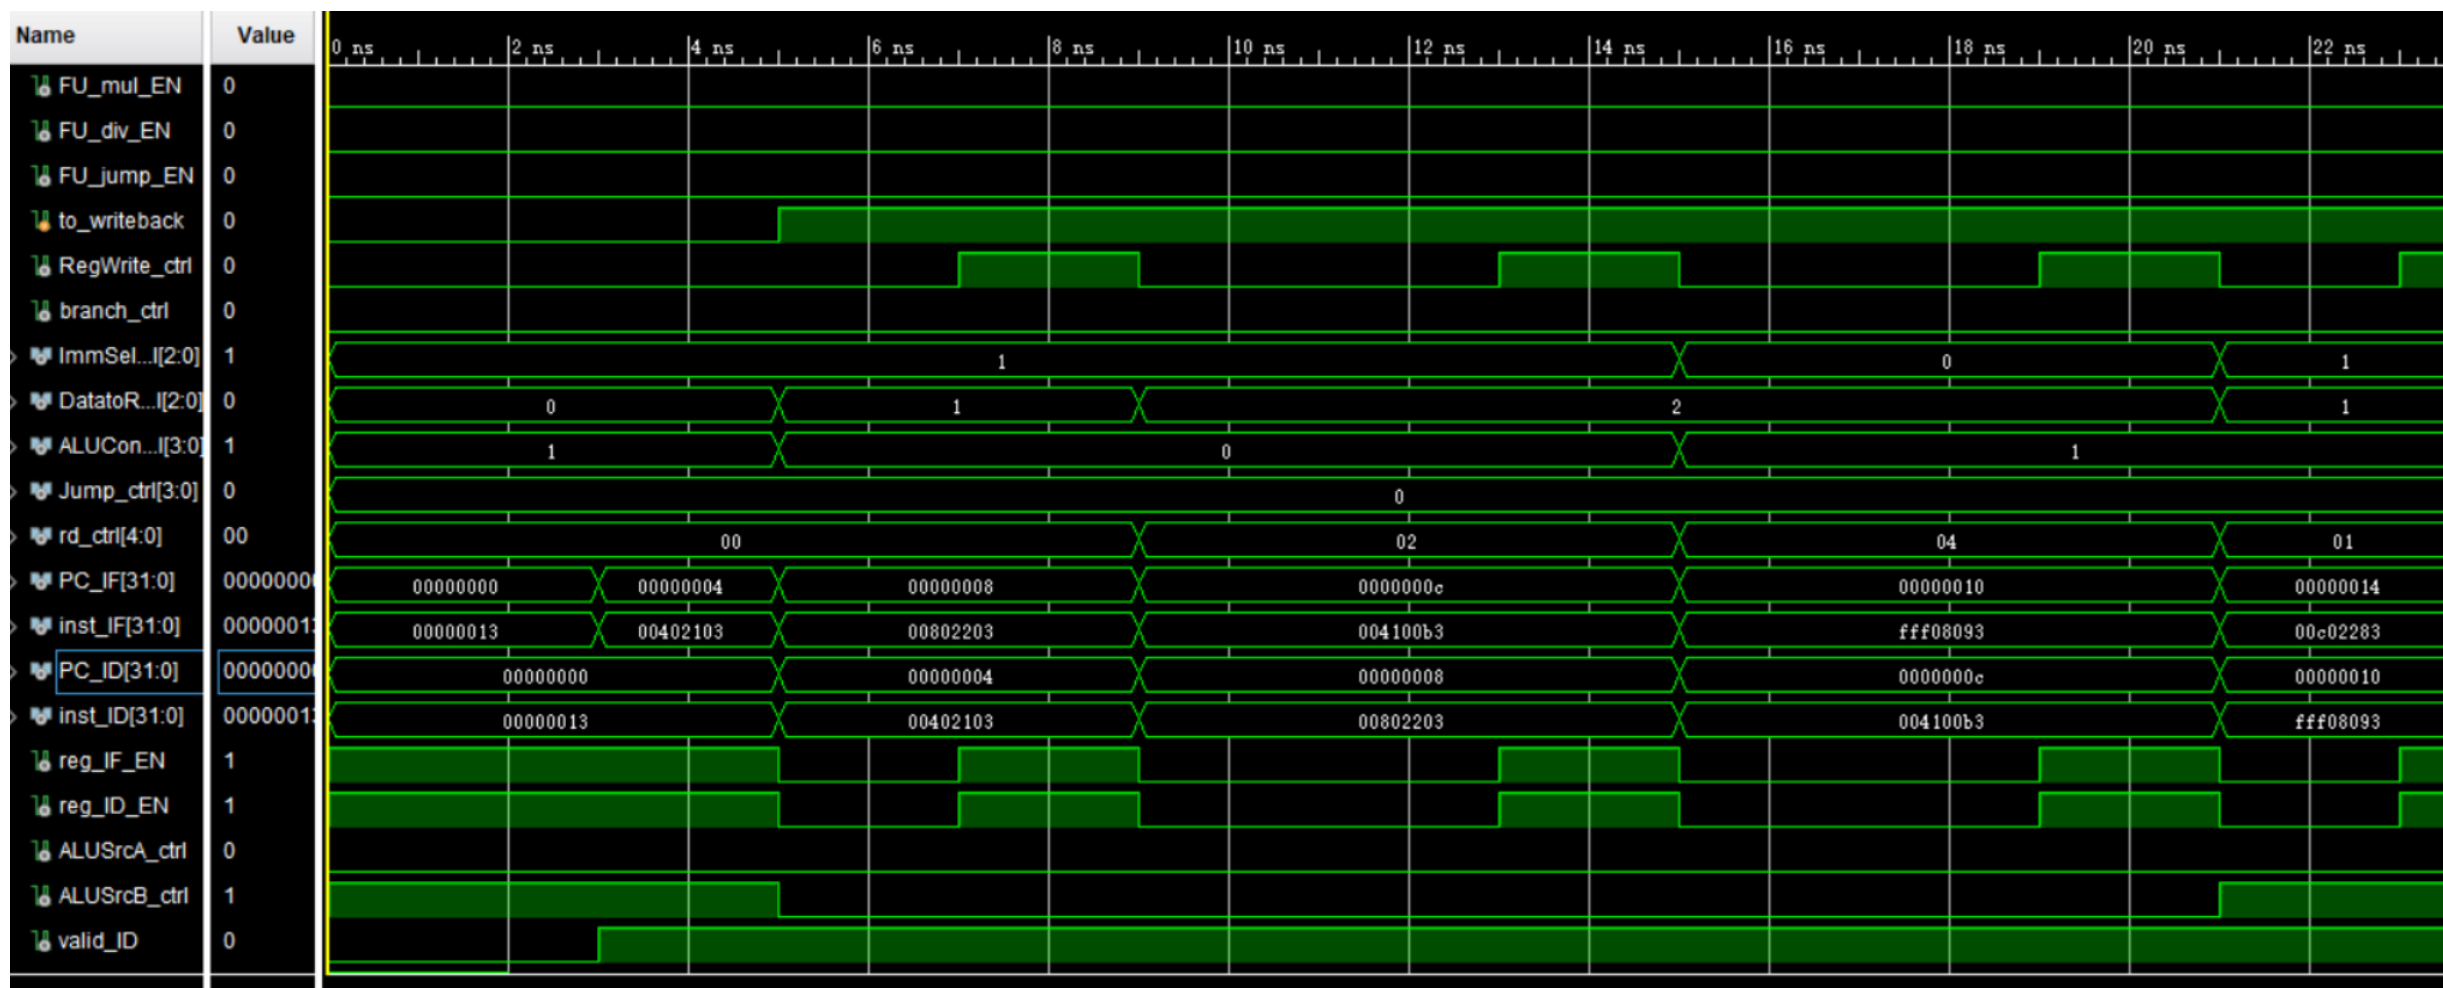 Name Value 0 ns 2 ns 4 ns 6 ns 8 ns 10 ns 12 ns 14 ns 16 ns 18 ns 20 ns 22 ns
FU_mul_EN 0
FU_div_EN 0
FU_jump_EN 0
to_writeback 0
RegWrite_ctrl 0
branch_ctrl 0
ImmSel...l[2:0] 1 1 0 1
DatatoR...l[2:0] 0 0 1 2 1
ALUCon...l[3:0] 1 1 0 1
Jump_ctrl[3:0] 0 0
rd_ctrl[4:0] 00 00 02 04 01
PC_IF[31:0] 00000000 00000000 00000004 00000008 0000000c 00000010 00000014
inst_IF[31:0] 00000013 00000013 00402103 00802203 004100b3 fff08093 00c02283
PC_ID[31:0] 00000000 00000000 00000004 00000008 0000000c 00000010
inst_ID[31:0] 00000013 00000013 00402103 00802203 004100b3 fff08093
reg_IF_EN 1
reg_ID_EN 1
ALUSrcA_ctrl 0
ALUSrcB_ctrl 1
valid_ID 0